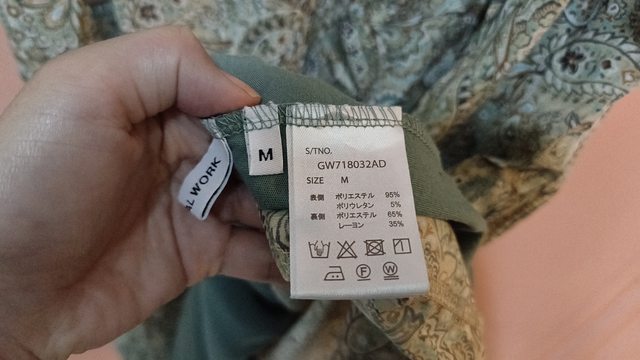 AL WORK
M
S/TNO.
GW718032AD
SIZE M
表側 ポリエステル 95%
ポリウレタン 5%
裏側 ポリエステル 65%
レーヨン 35%
F
W